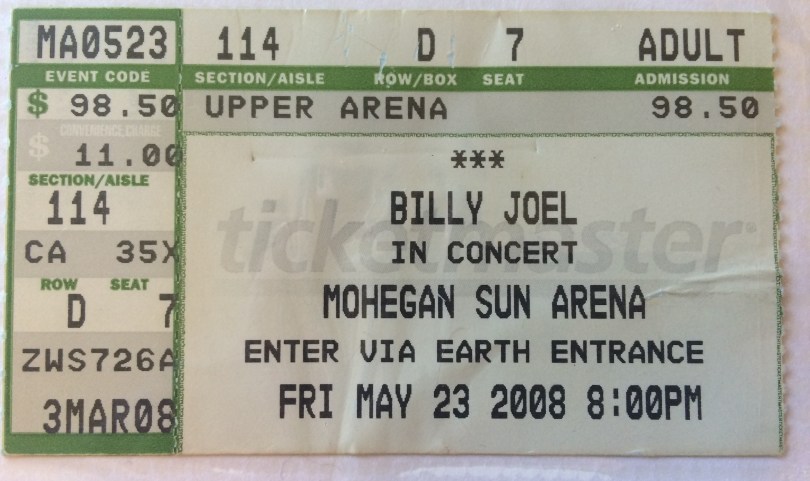 MA0523
EVENT CODE
$ 98.50
CONVENIENCE CHARGE
$ 11.00
SECTION/AISLE
114
CA 35X
ROW SEAT
D 7
ZWS726A
3MAR08
114 D 7 ADULT
SECTION/AISLE ROW/BOX SEAT ADMISSION
UPPER ARENA 98.50
***
BILLY JOEL
ticketmaster
IN CONCERT
MOHEGAN SUN ARENA
ENTER VIA EARTH ENTRANCE
FRI MAY 23 2008 8:00PM